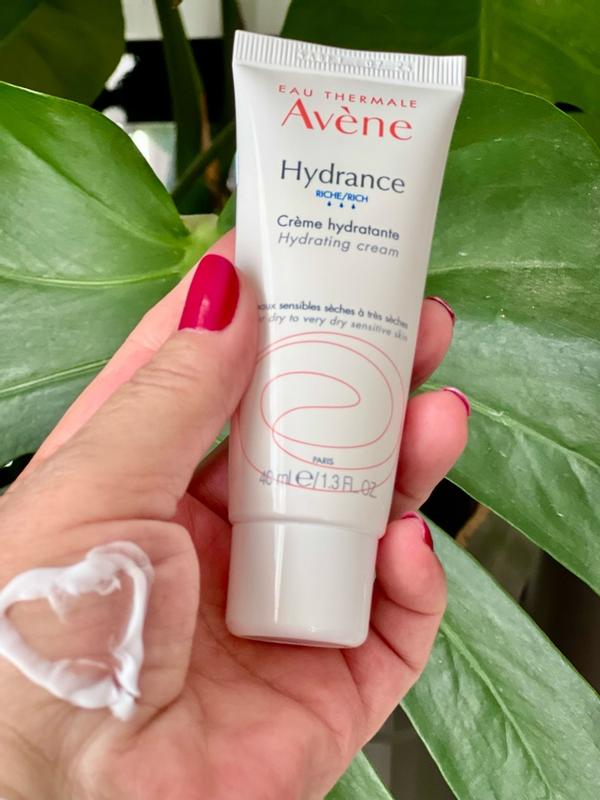 EAU THERMALE
Avène
Hydrance
RICHE/RICH
Crème hydratante
Hydrating cream
sensibles sèches à très sèches
dry to very dry sensitive skin
PARIS
ml e/1.3 FL. OZ